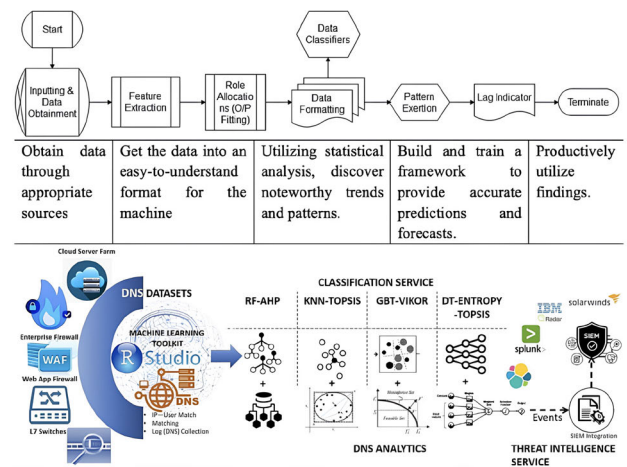 Start
Data
Classifiers
Inputting &
Data
Obtainment
Feature
Extraction
Role
Allocatio
ns (O/P
Fitting)
Data
Formatting
Pattern
Exertion
Lag Indicator
Terminate
Obtain data
through
appropriate
sources
Get the data into an
easy-to-understand
format for the
machine
Utilizing statistical
analysis, discover
noteworthy trends
and patterns.
Build and train a
framework to
provide accurate
predictions and
forecasts.
Productively
utilize
findings.
Cloud Server Farm
Enterprise Firewall
WAF
Web App Firewall
L7 Switches
DNS DATASETS
MACHINE LEARNING
TOOLKIT
R Studio
DNS
• IP—User Match
• Matching
• Log (DNS) Collection
CLASSIFICATION SERVICE
RF-AHP
KNN-TOPSIS
GBT-VIKOR
DT-ENTROPY
-TOPSIS
DNS ANALYTICS
IBM
Radar
solarwinds
splunk>
SIEM
Events
SIEM Integration
THREAT INTELLIGENCE
SERVICE